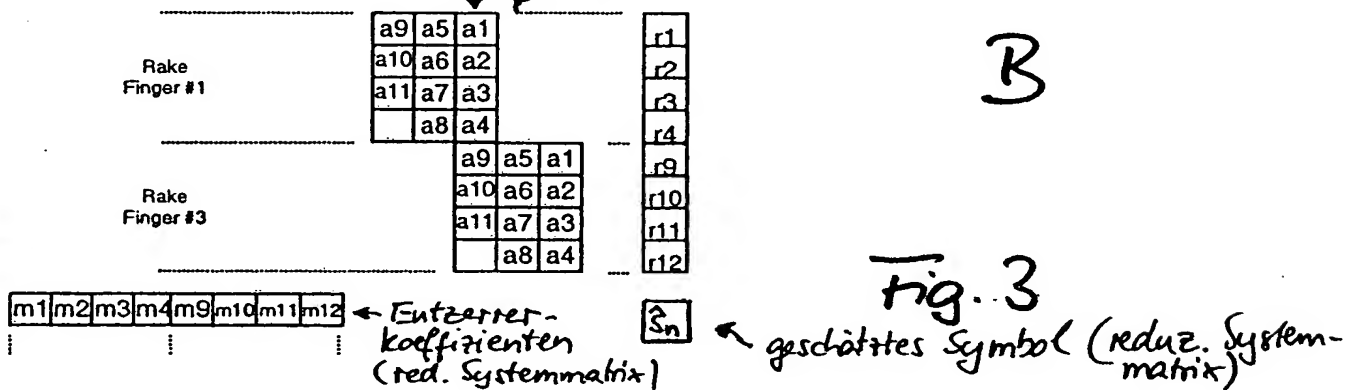 a9 a5 a1 r1
a10 a6 a2 r2
a11 a7 a3 r3
a8 a4 r4
Rake
Finger #1
B
a9 a5 a1 r9
a10 a6 a2 r10
a11 a7 a3 r11
a8 a4 r12
Rake
Finger #3
Fig. 3
m1 m2 m3 m4 m9 m10 m11 m12
Entzerrer-
koeffizienten
(red. Systemmatrix)
ŝn
geschätztes Symbol (reduz. System-
matrix)